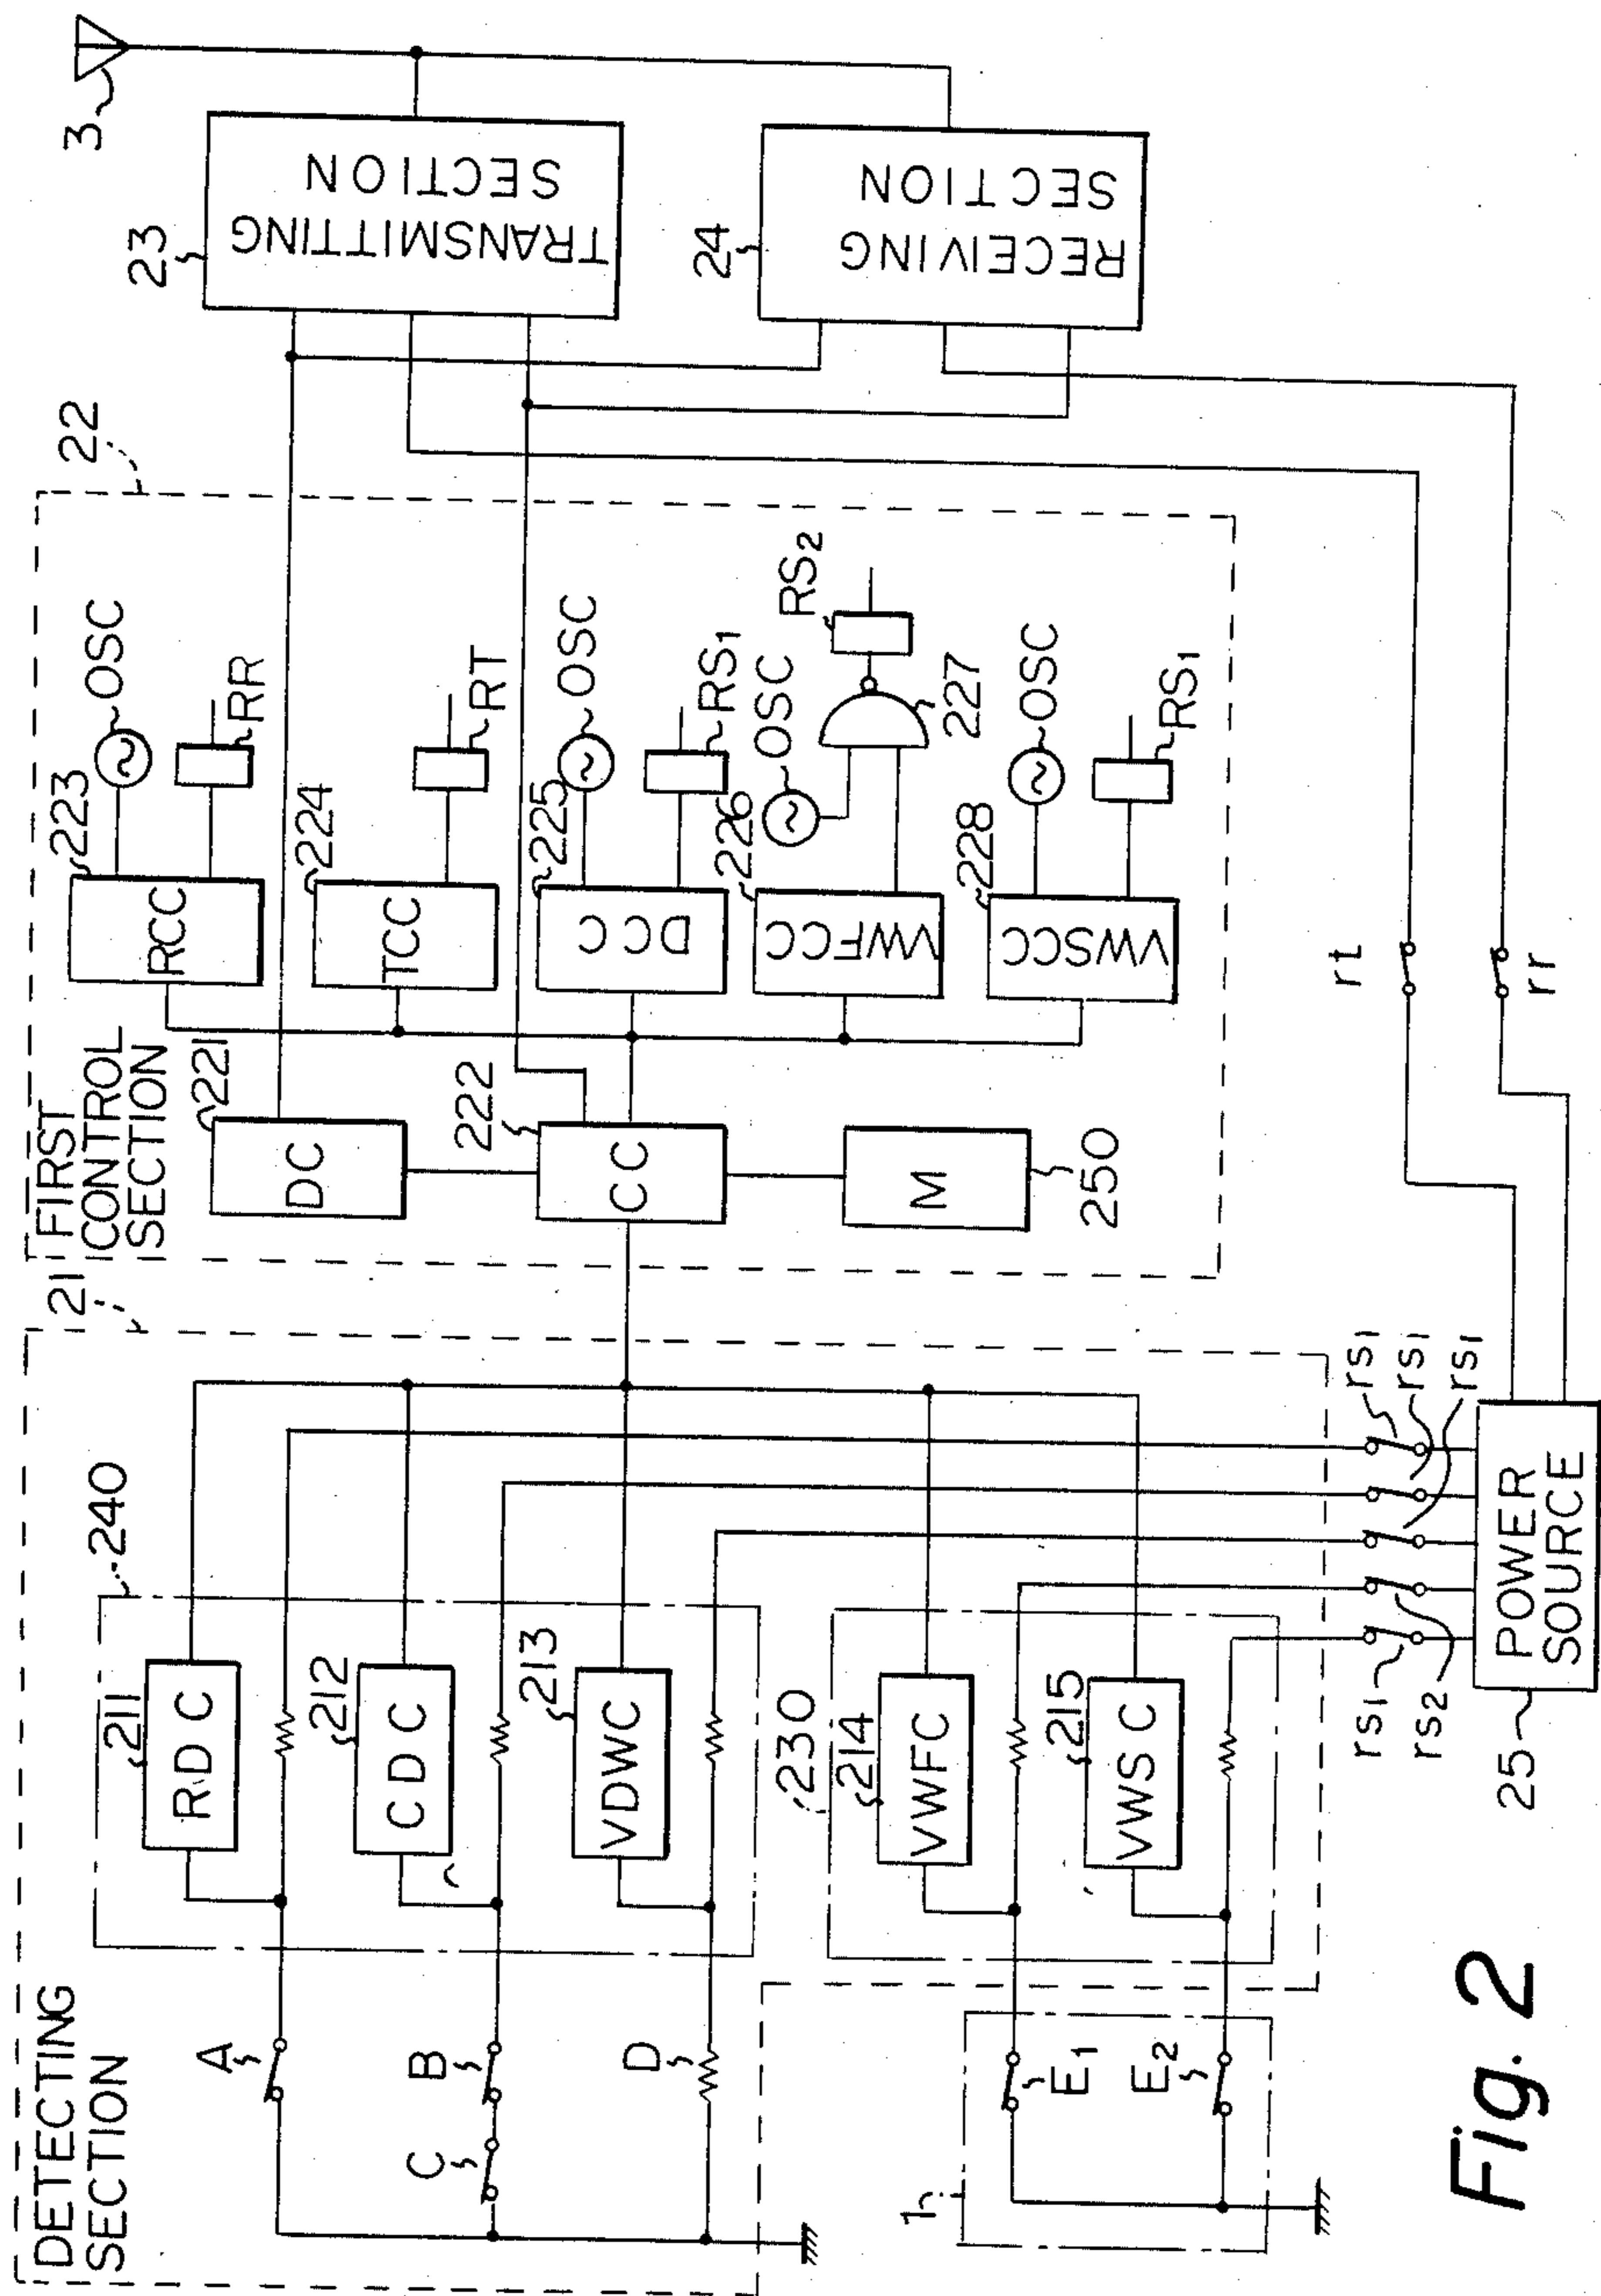 3
23
TRANSMITTING
SECTION
24
RECEIVING
SECTION
22
FIRST
CONTROL
SECTION
223
RCC
OSC
RR
224
TCC
RT
225
DCC
OSC
RS1
226
VWFCC
OSC
227
RS2
228
VWSCC
OSC
RS1
221
DC
222
CC
M
250
rt
rr
21
DETECTING
SECTION
240
211
RDC
212
CDC
213
VDWC
230
214
VWFC
215
VWSC
A
B
C
D
1
E1
E2
rs1
rs1
rs1
rs1
rs2
POWER
SOURCE
25
Fig. 2